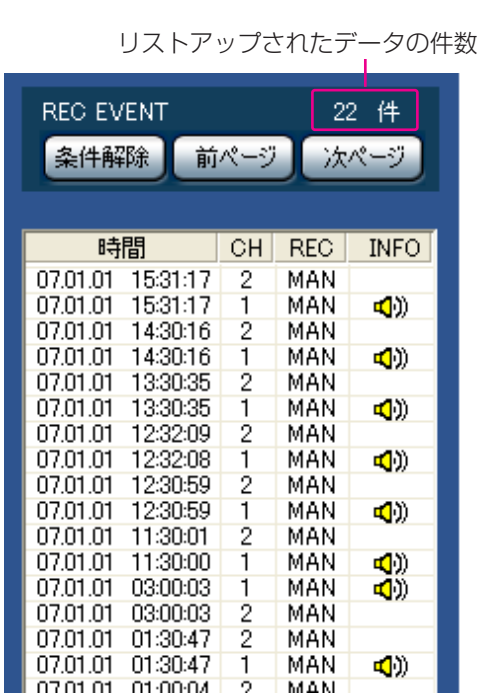 リストアップされたデータの件数
REC EVENT 22 件
条件解除 前ページ 次ページ
時間 CH REC INFO
07.01.01 15:31:17 2 MAN
07.01.01 15:31:17 1 MAN
07.01.01 14:30:16 2 MAN
07.01.01 14:30:16 1 MAN
07.01.01 13:30:35 2 MAN
07.01.01 13:30:35 1 MAN
07.01.01 12:32:09 2 MAN
07.01.01 12:32:08 1 MAN
07.01.01 12:30:59 2 MAN
07.01.01 12:30:59 1 MAN
07.01.01 11:30:01 2 MAN
07.01.01 11:30:00 1 MAN
07.01.01 03:00:03 1 MAN
07.01.01 03:00:03 2 MAN
07.01.01 01:30:47 2 MAN
07.01.01 01:30:47 1 MAN
07.01.01 01:00:04 2 MAN